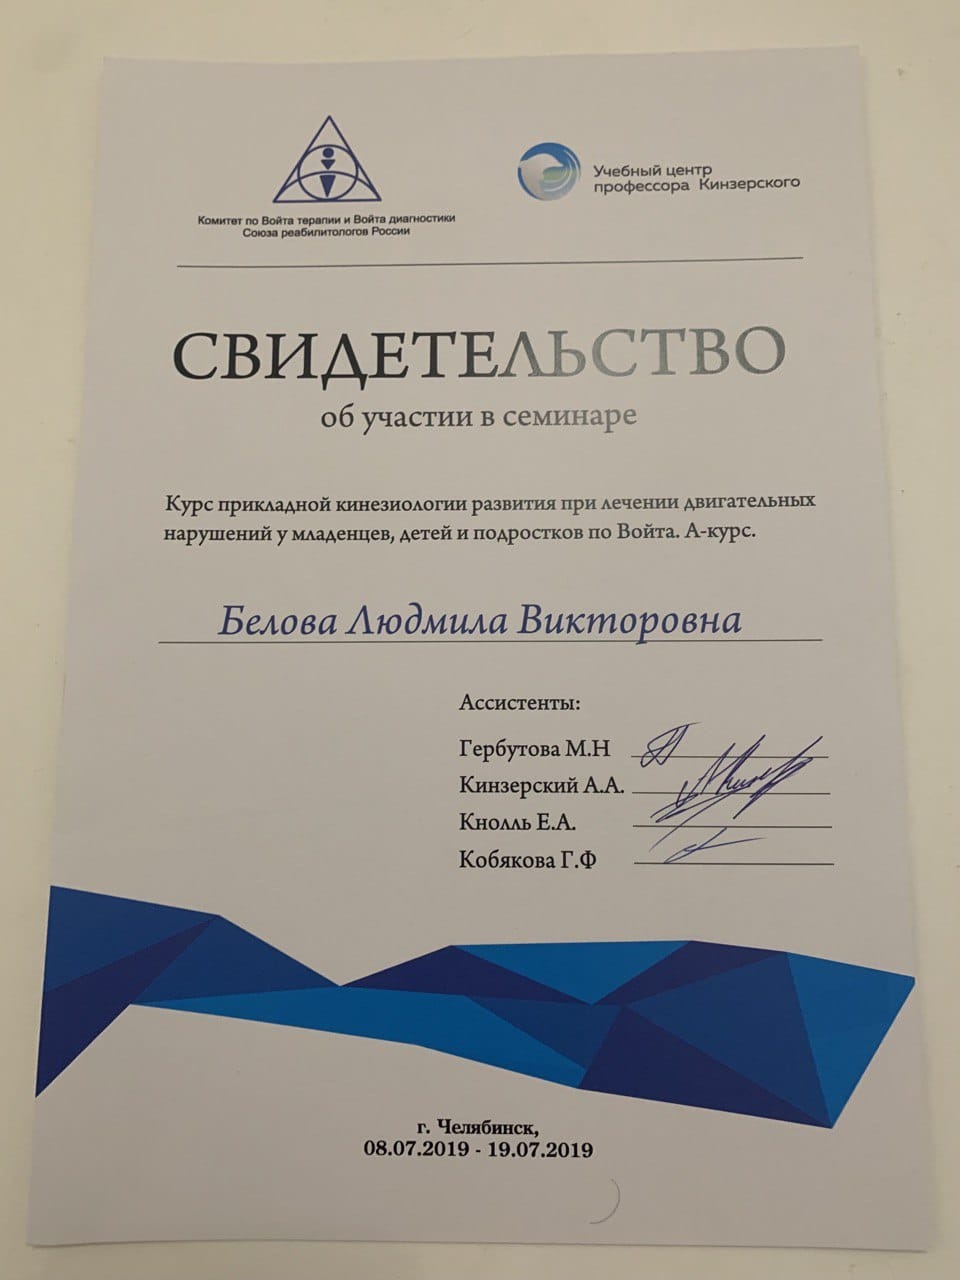 Комитет по Войта терапии и Войта диагностики
Союза реабилитологов России
Учебный центр
профессора Кинзерского
СВИДЕТЕЛЬСТВО
об участии в семинаре
Курс прикладной кинезиологии развития при лечении двигательных
нарушений у младенцев, детей и подростков по Войта. А-курс.
Белова Людмила Викторовна
Ассистенты:
Гербутова М.Н
Кинзерский А.А.
Кнолль Е.А.
Кобякова Г.Ф
г. Челябинск,
08.07.2019 - 19.07.2019